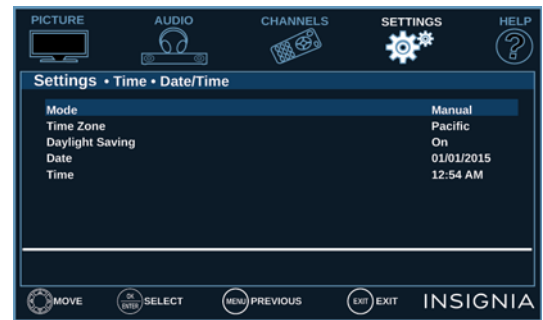 PICTURE AUDIO CHANNELS SETTINGS HELP
?
Settings • Time • Date/Time
Mode Manual
Time Zone Pacific
Daylight Saving On
Date 01/01/2015
Time 12:54 AM
MOVE OK ENTER SELECT MENU PREVIOUS EXIT EXIT INSIGNIA